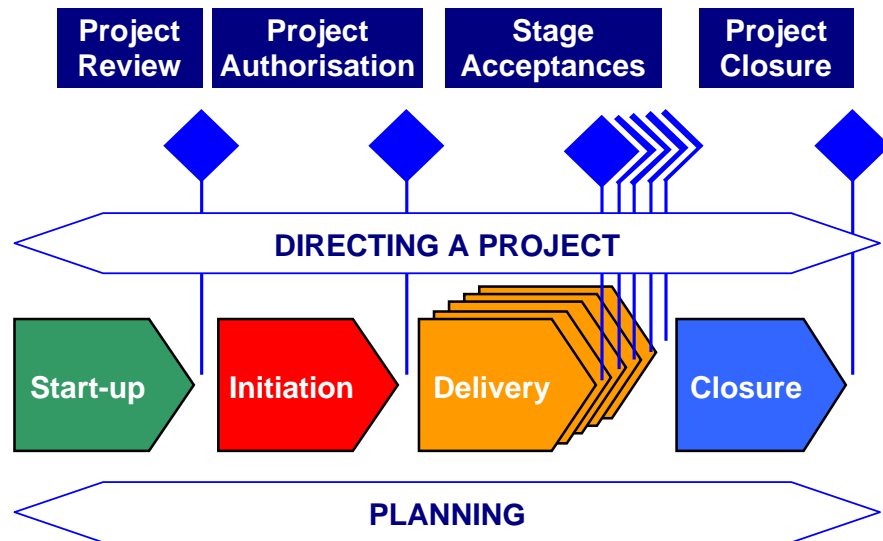 Project
Review
Project
Authorisation
Stage
Acceptances
Project
Closure
DIRECTING A PROJECT
Start-up
Initiation
Delivery
Closure
PLANNING